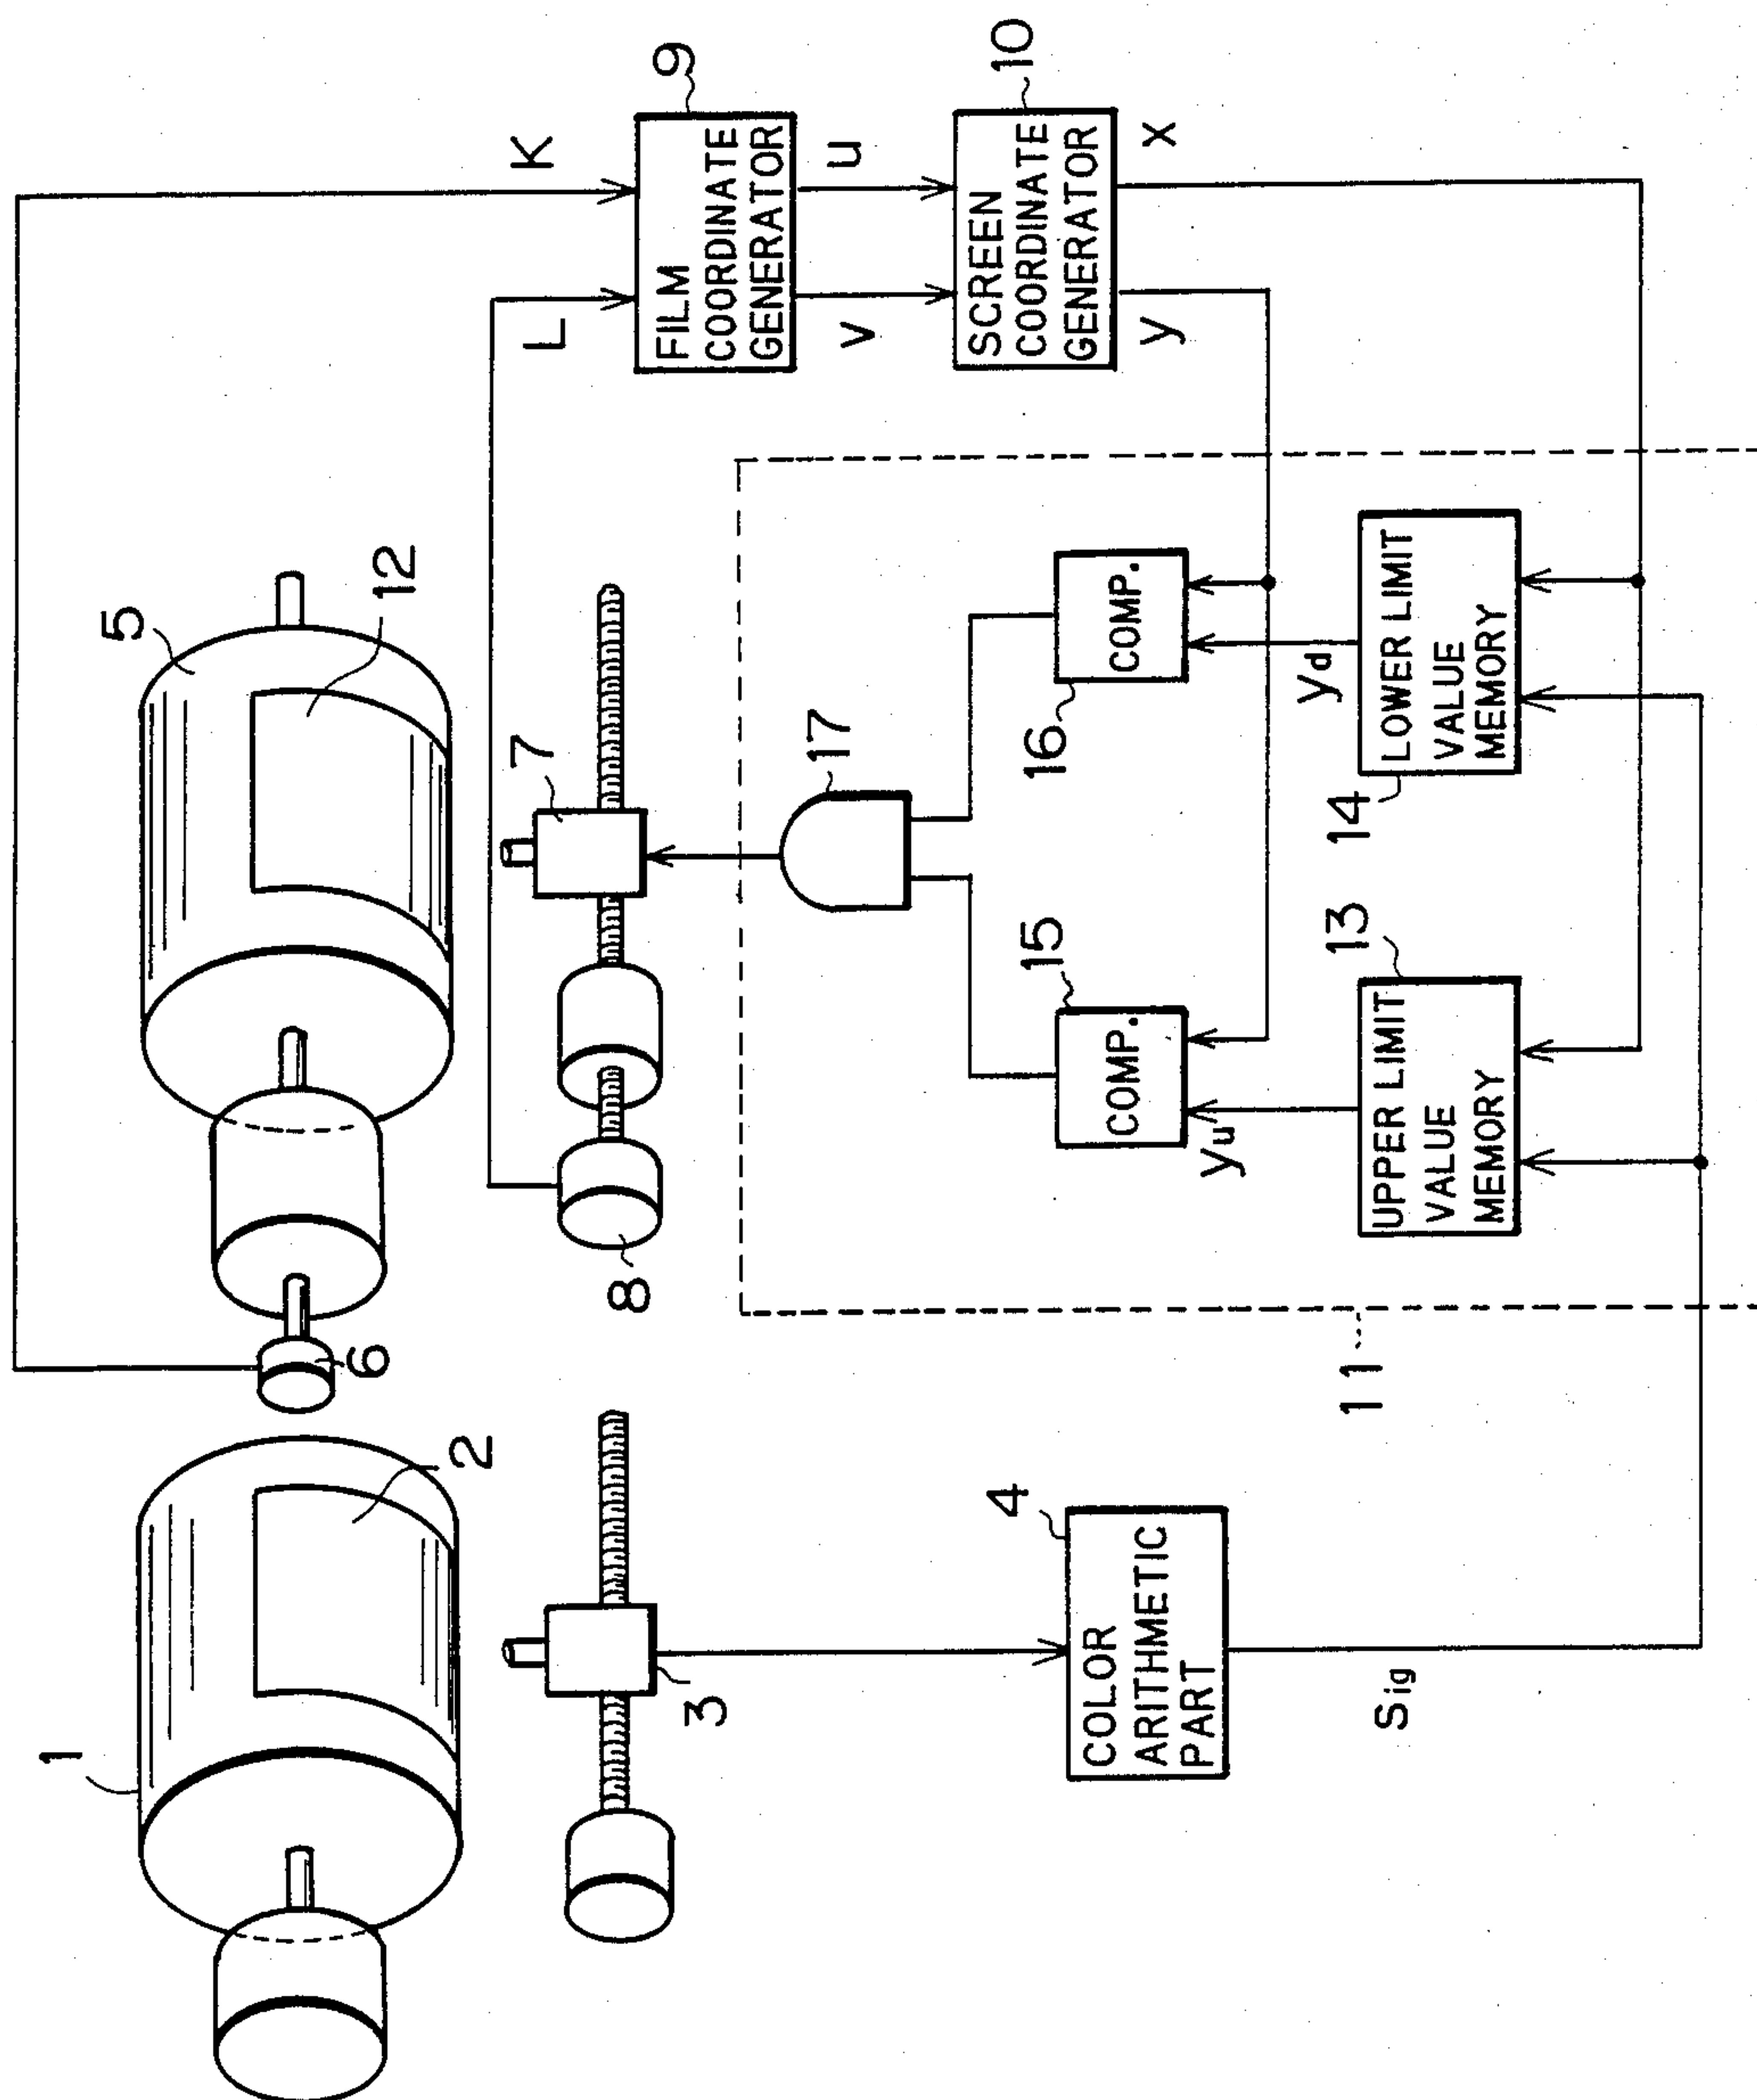 1
2
5
12
6
K
L
7
8
3
9
FILM
COORDINATE
GENERATOR
u
v
10
SCREEN
COORDINATE
GENERATOR
x
y
17
15
COMP.
16
COMP.
yu
yd
13
UPPER LIMIT
VALUE
MEMORY
14
LOWER LIMIT
VALUE
MEMORY
11
4
COLOR
ARITHMETIC
PART
Sig